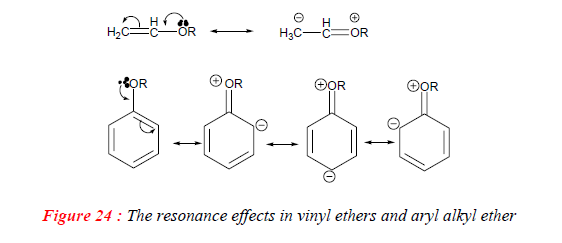 H₂C=C–OR H ⟷ ⊖ H₃C–C=OR H ⊕
:OR ⊕ OR ⊕OR ⊕OR
⊖ ⊖ ⊖
Figure 24 : The resonance effects in vinyl ethers and aryl alkyl ether